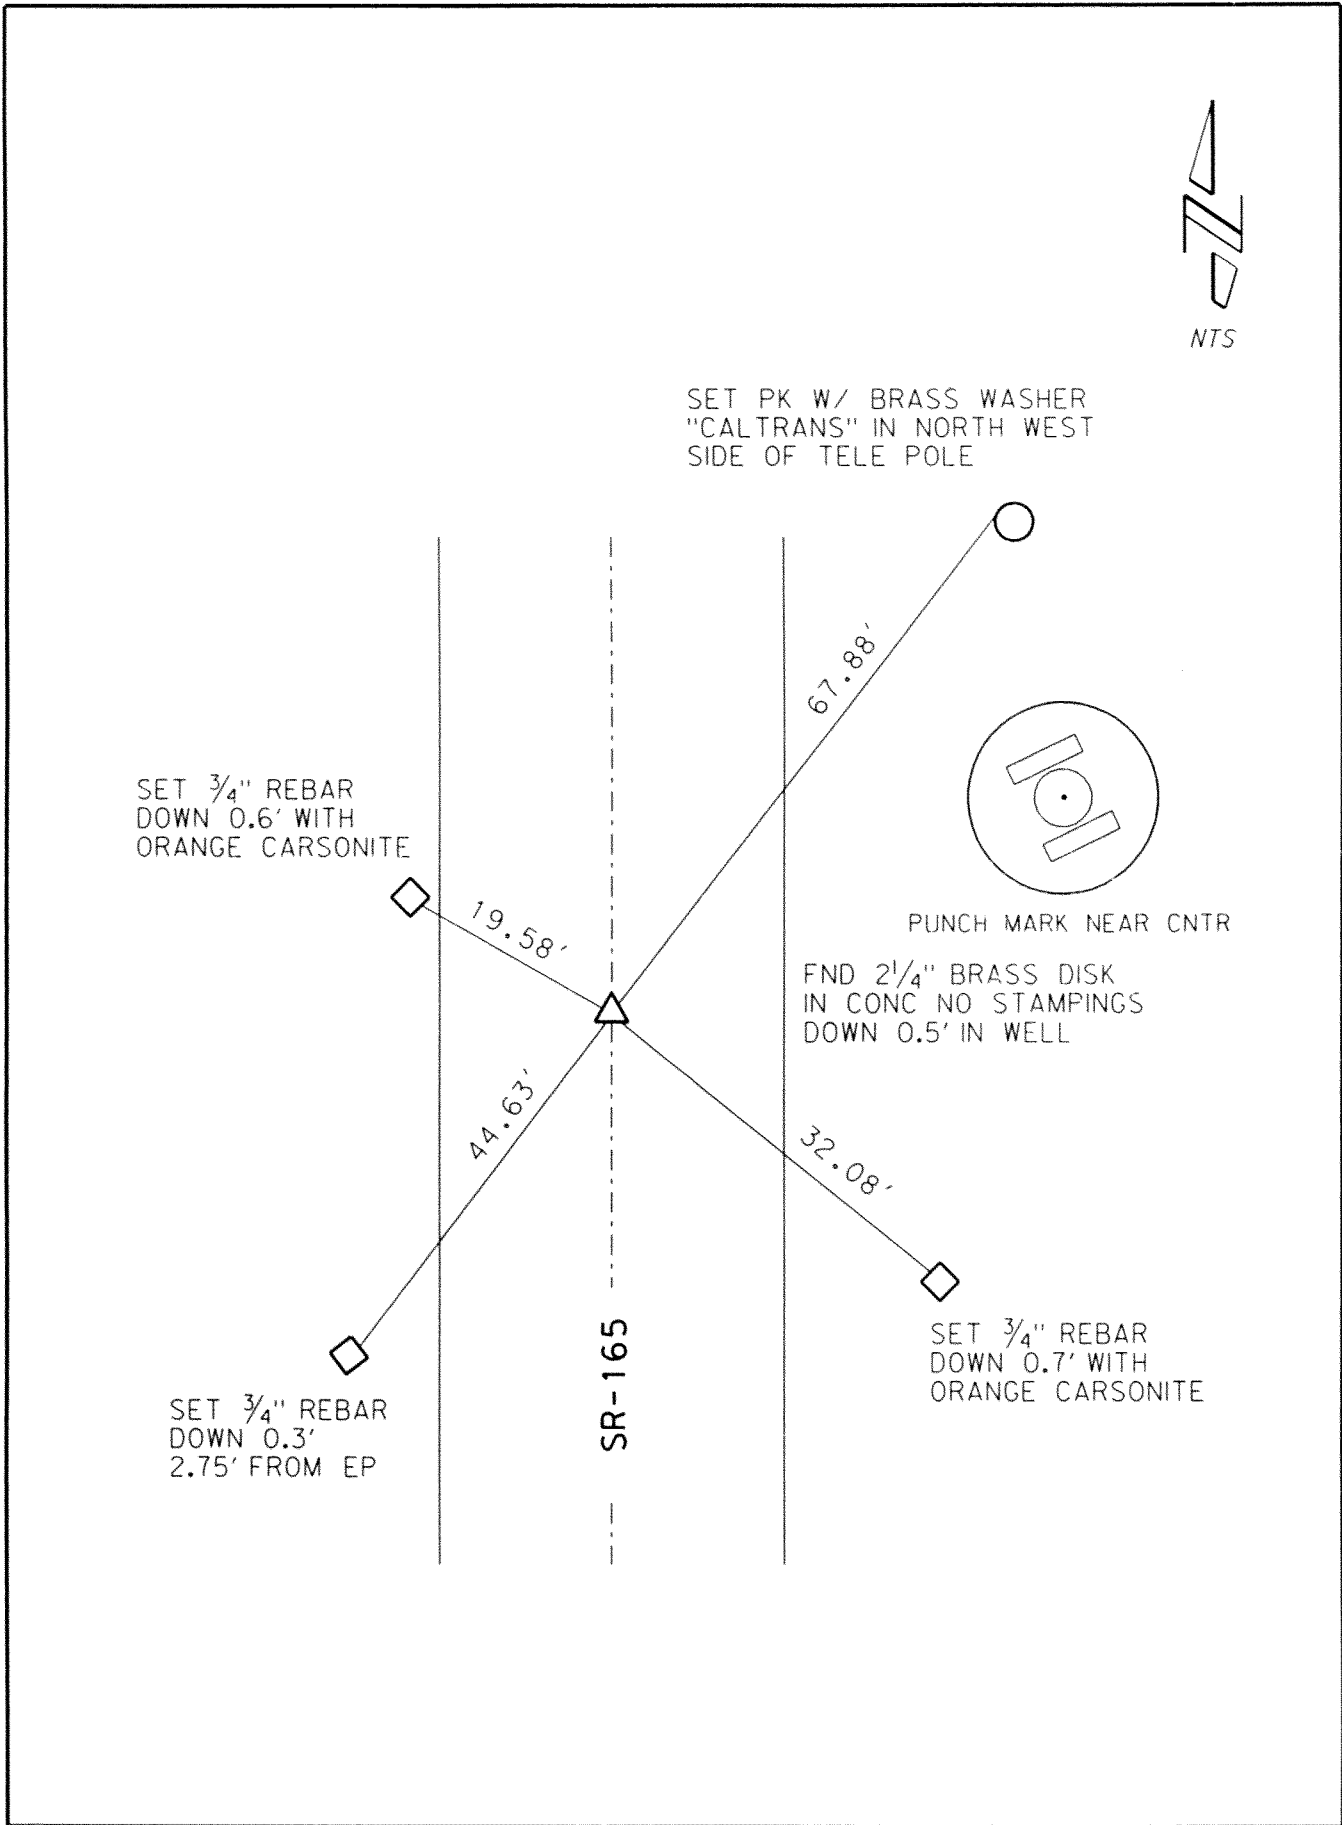 NTS
SET PK W/ BRASS WASHER
"CALTRANS" IN NORTH WEST
SIDE OF TELE POLE
67.88'
SET 3/4" REBAR
DOWN 0.6' WITH
ORANGE CARSONITE
19.58'
PUNCH MARK NEAR CNTR
FND 2 1/4" BRASS DISK
IN CONC NO STAMPINGS
DOWN 0.5' IN WELL
44.63'
32.08'
SR-165
SET 3/4" REBAR
DOWN 0.7' WITH
ORANGE CARSONITE
SET 3/4" REBAR
DOWN 0.3'
2.75' FROM EP